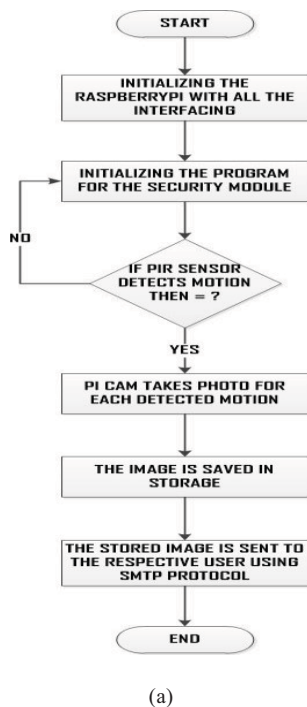 START
INITIALIZING THE
RASPBERRYPI WITH ALL THE
INTERFACING
INITIALIZING THE PROGRAM
FOR THE SECURITY MODULE
NO
IF PIR SENSOR
DETECTS MOTION
THEN = ?
YES
PI CAM TAKES PHOTO FOR
EACH DETECTED MOTION
THE IMAGE IS SAVED IN
STORAGE
THE STORED IMAGE IS SENT TO
THE RESPECTIVE USER USING
SMTP PROTOCOL
END
(a)